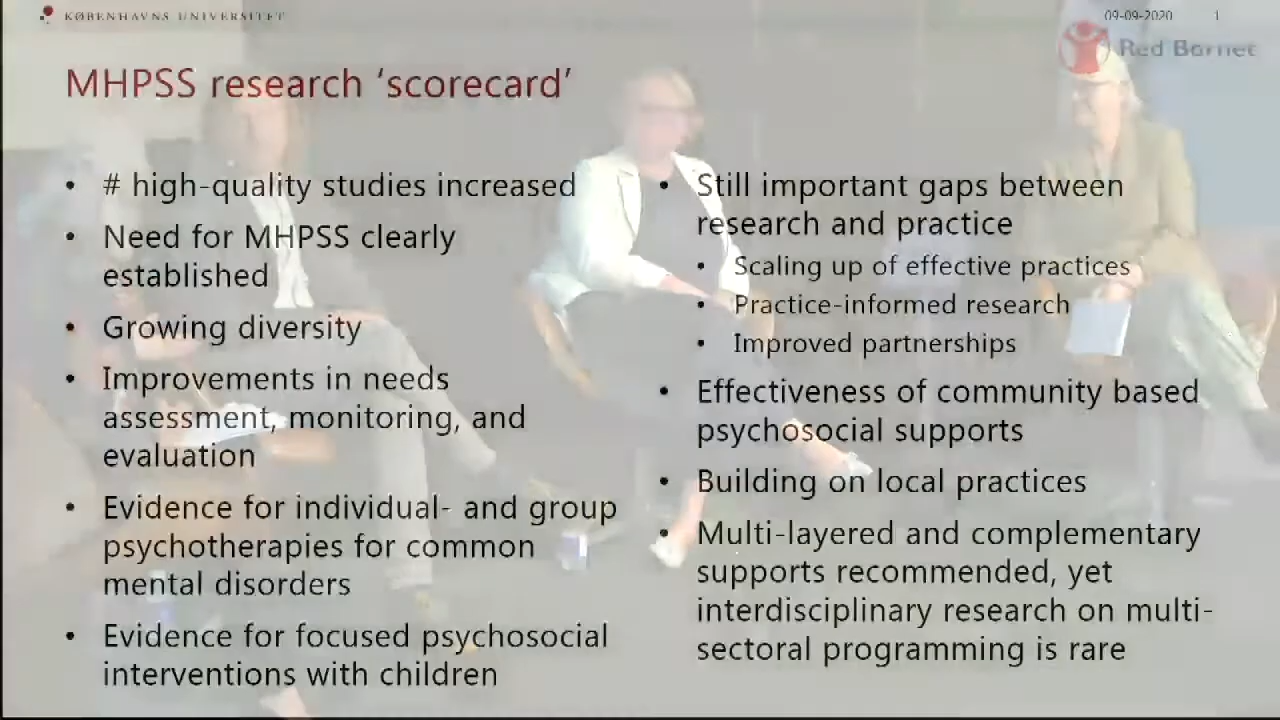 KØBENHAVNS UNIVERSITET
09-09-2020 1
Red Barnet
MHPSS research ‘scorecard’
• # high-quality studies increased
• Need for MHPSS clearly
established
• Growing diversity
• Improvements in needs
assessment, monitoring, and
evaluation
• Evidence for individual- and group
psychotherapies for common
mental disorders
• Evidence for focused psychosocial
interventions with children
• Still important gaps between
research and practice
• Scaling up of effective practices
• Practice-informed research
• Improved partnerships
• Effectiveness of community based
psychosocial supports
• Building on local practices
• Multi-layered and complementary
supports recommended, yet
interdisciplinary research on multi-
sectoral programming is rare